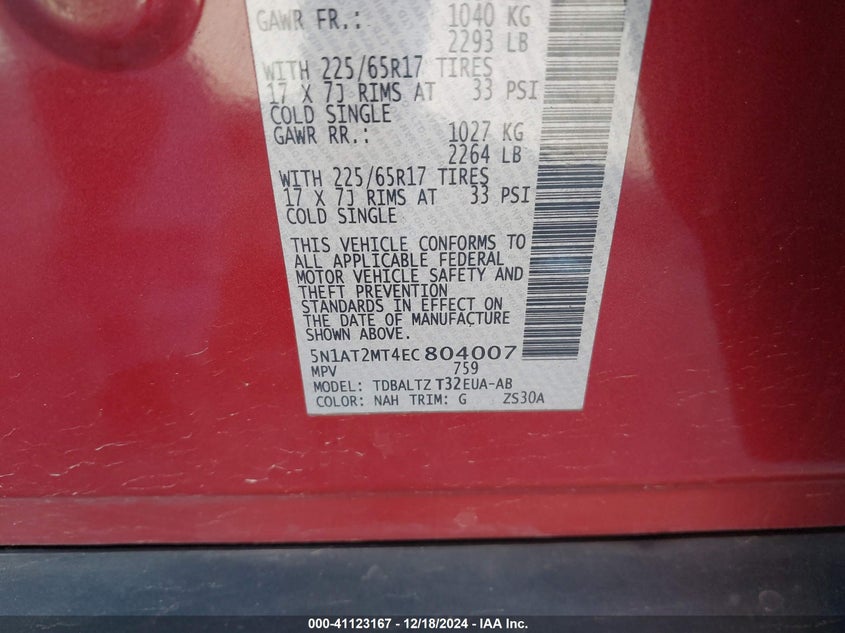 GAWR FR.: 1040 KG
2293 LB
WITH 225/65R17 TIRES
17 X 7J RIMS AT 33 PSI
COLD SINGLE
GAWR RR.: 1027 KG
2264 LB
WITH 225/65R17 TIRES
17 X 7J RIMS AT 33 PSI
COLD SINGLE
THIS VEHICLE CONFORMS TO
ALL APPLICABLE FEDERAL
MOTOR VEHICLE SAFETY AND
THEFT PREVENTION
STANDARDS IN EFFECT ON
THE DATE OF MANUFACTURE
SHOWN ABOVE.
5N1AT2MT4EC804007
MPV 759
MODEL: TDBALTZ T32EUA-AB
COLOR: NAH TRIM: G ZS30A
000-41123167 - 12/18/2024 - IAA Inc.